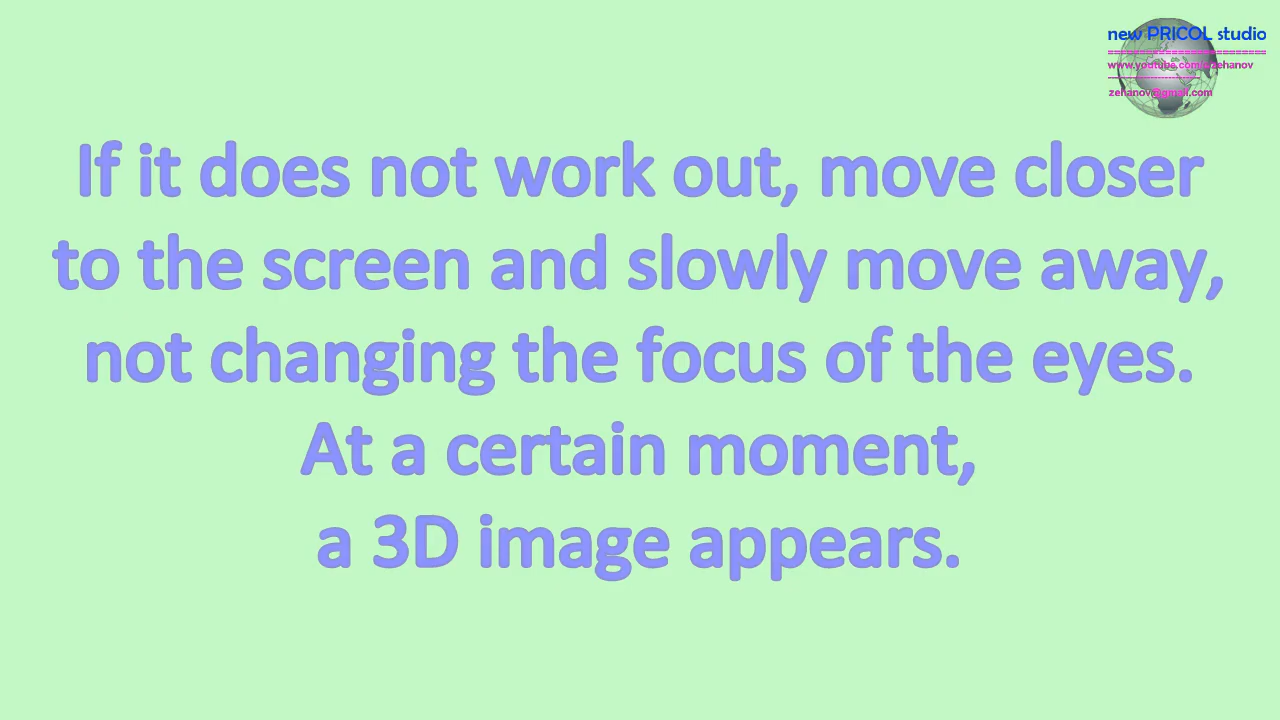 new PRICOL studio
www.youtube.com/c/zehanov
zehanov@gmail.com
If it does not work out, move closer
to the screen and slowly move away,
not changing the focus of the eyes.
At a certain moment,
a 3D image appears.